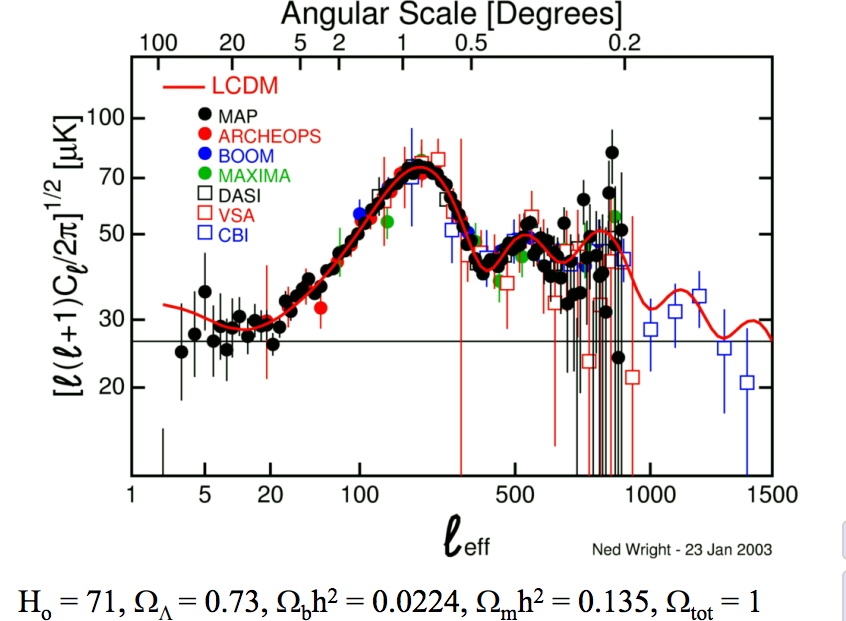 Angular Scale [Degrees]
100 20 5 2 1 0.5 0.2
LCDM
MAP
ARCHEOPS
BOOM
MAXIMA
DASI
VSA
CBI
[ℓ(ℓ+1)Cℓ/2π]^1/2 [μK]
100
70
50
30
20
1 5 20 100 500 1000 1500
ℓeff
Ned Wright - 23 Jan 2003
Ho = 71, ΩΛ = 0.73, Ωbh² = 0.0224, Ωmh² = 0.135, Ωtot = 1